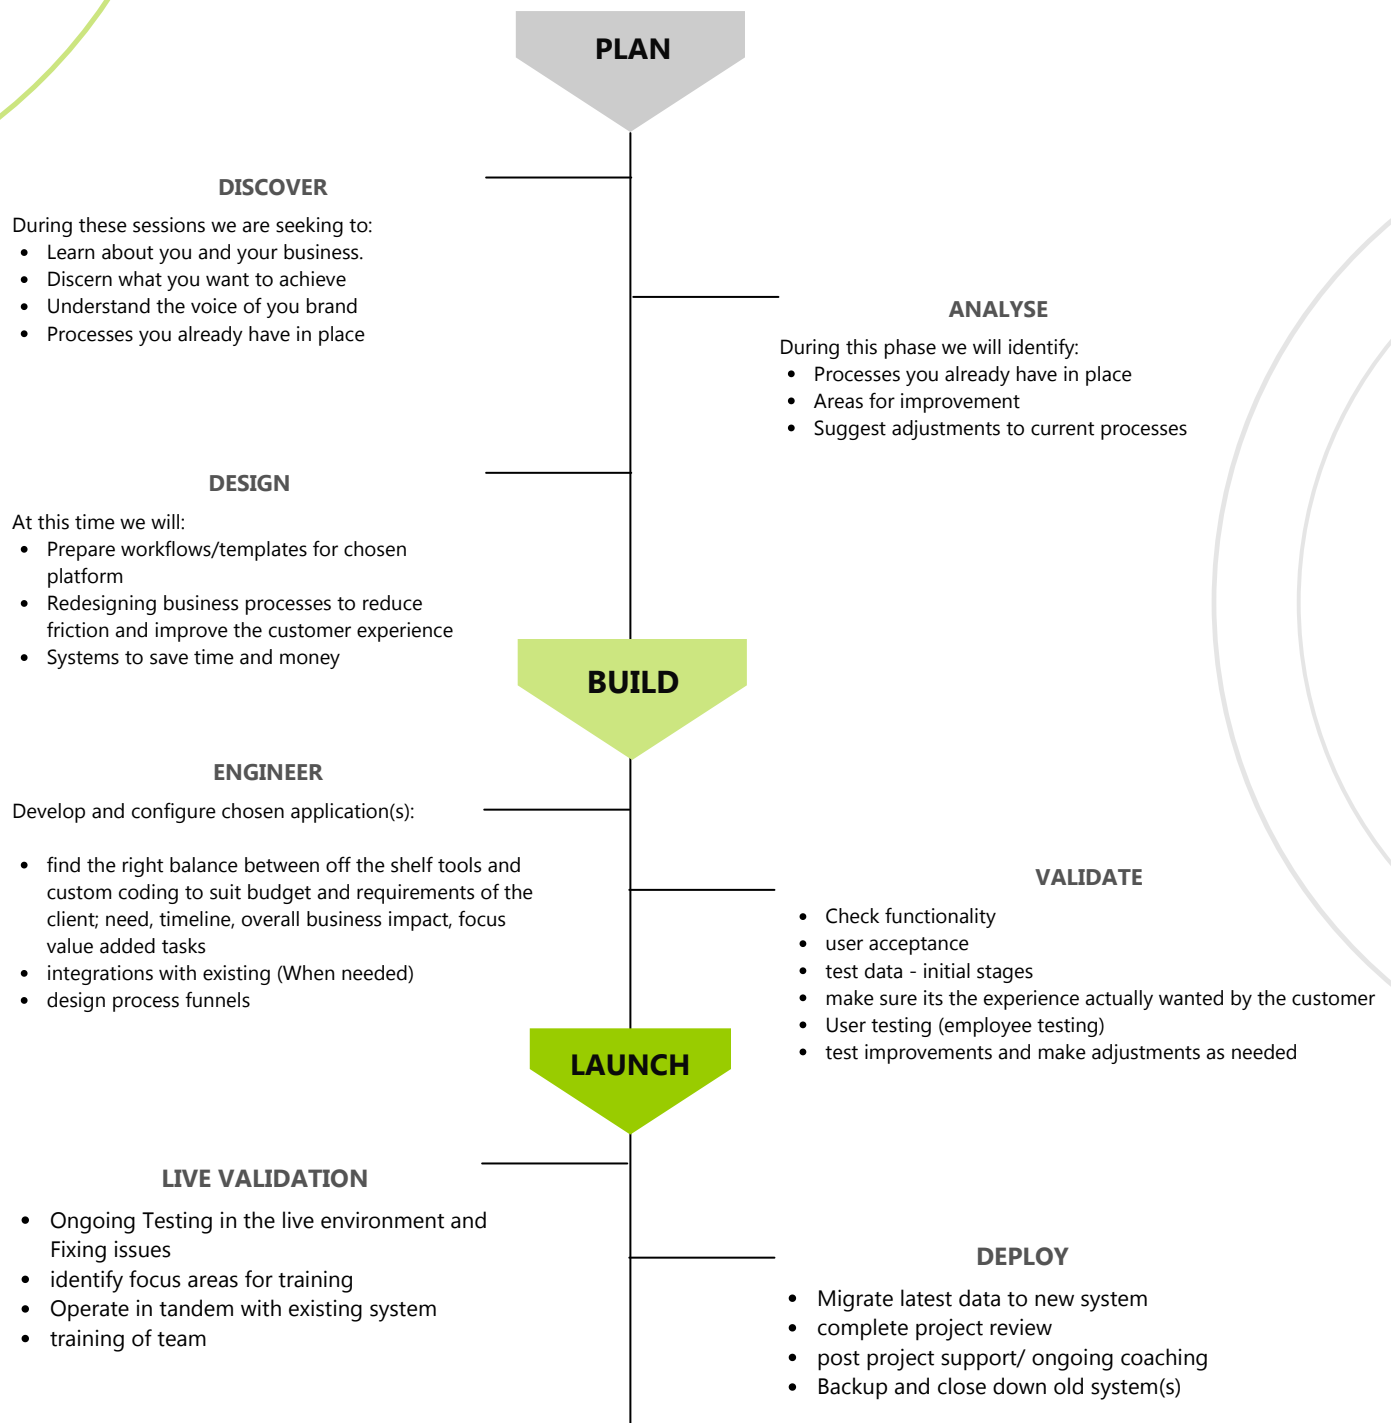 PLAN
DISCOVER
During these sessions we are seeking to:
• Learn about you and your business.
• Discern what you want to achieve
• Understand the voice of you brand
• Processes you already have in place
ANALYSE
During this phase we will identify:
• Processes you already have in place
• Areas for improvement
• Suggest adjustments to current processes
DESIGN
At this time we will:
• Prepare workflows/templates for chosen
platform
• Redesigning business processes to reduce
friction and improve the customer experience
• Systems to save time and money
BUILD
ENGINEER
Develop and configure chosen application(s):
• find the right balance between off the shelf tools and
custom coding to suit budget and requirements of the
client; need, timeline, overall business impact, focus
value added tasks
• integrations with existing (When needed)
• design process funnels
VALIDATE
• Check functionality
• user acceptance
• test data - initial stages
• make sure its the experience actually wanted by the customer
• User testing (employee testing)
• test improvements and make adjustments as needed
LAUNCH
LIVE VALIDATION
• Ongoing Testing in the live environment and
Fixing issues
• identify focus areas for training
• Operate in tandem with existing system
• training of team
DEPLOY
• Migrate latest data to new system
• complete project review
• post project support/ ongoing coaching
• Backup and close down old system(s)